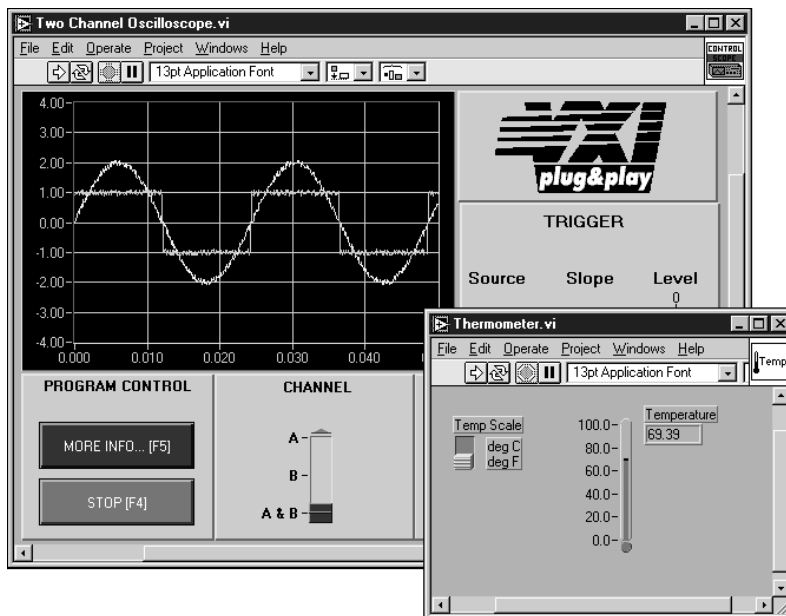 Two Channel Oscilloscope.vi
File Edit Operate Project Windows Help
CONTROL
SCOPE
13pt Application Font
4.00
3.00
2.00
1.00
0.00
-1.00
-2.00
-3.00
-4.00
0.000 0.010 0.020 0.030 0.040
VXI
plug&play
TRIGGER
Source Slope Level
0
PROGRAM CONTROL
MORE INFO... [F5]
STOP [F4]
CHANNEL
A
B
A & B
Thermometer.vi
File Edit Operate Project Windows Help
Temp
13pt Application Font
Temp Scale
deg C
deg F
100.0
80.0
60.0
40.0
20.0
0.0
Temperature
69.39